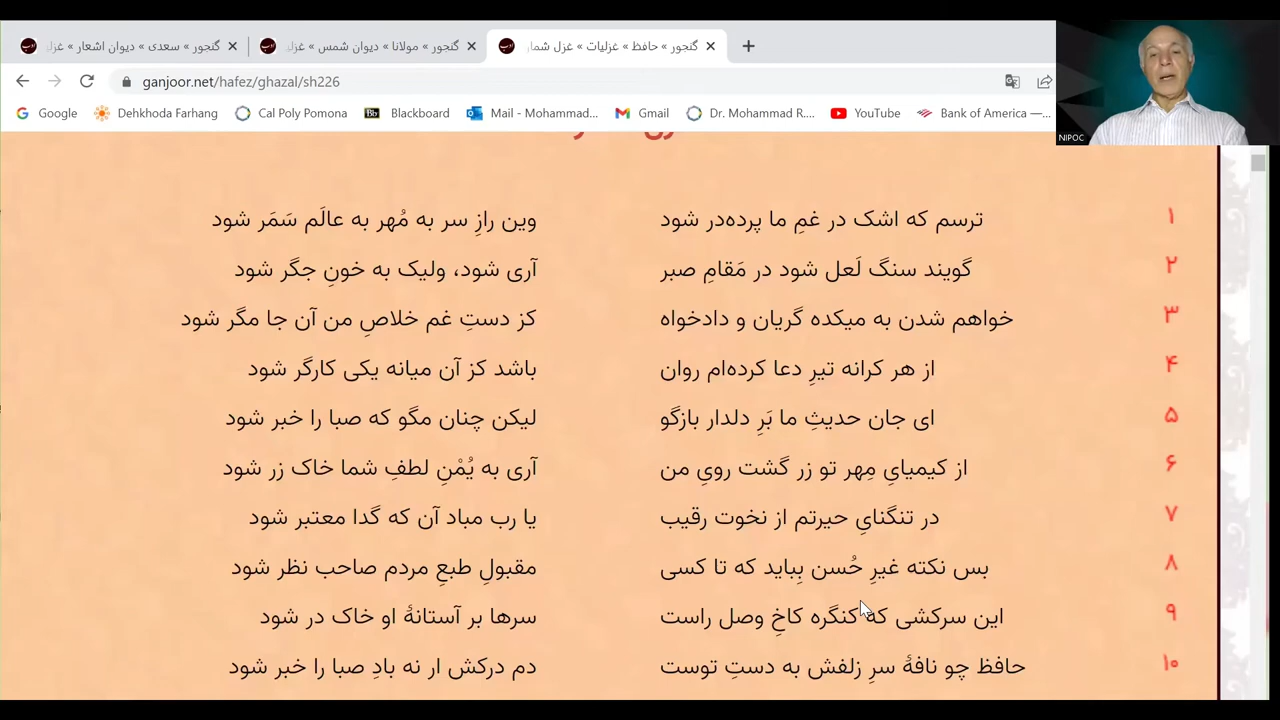 گنجور » سعدی » دیوان اشعار » غزل
گنجور » مولانا » دیوان شمس » غزل
گنجور » حافظ » غزلیات » غزل شمار
ganjoor.net/hafez/ghazal/sh226
Google Dehkhoda Farhang Cal Poly Pomona Blackboard Mail - Mohammad... Gmail Dr. Mohammad R.... YouTube Bank of America —...
NIPOC
۱ ترسم که اشک در غمِ ما پرده‌در شود وین رازِ سر به مُهر به عالَم سَمَر شود
۲ گویند سنگ لَعل شود در مَقامِ صبر آری شود، ولیک به خونِ جگر شود
۳ خواهم شدن به میکده گریان و دادخواه کز دستِ غم خلاصِ من آن جا مگر شود
۴ از هر کرانه تیرِ دعا کرده‌ام روان باشد کز آن میانه یکی کارگر شود
۵ ای جان حدیثِ ما بَرِ دلدار بازگو لیکن چنان مگو که صبا را خبر شود
۶ از کیمیایِ مِهر تو زر گشت رویِ من آری به یُمْنِ لطفِ شما خاک زر شود
۷ در تنگنایِ حیرتم از نخوت رقیب یا رب مباد آن که گدا معتبر شود
۸ بس نکته غیرِ حُسن بِباید که تا کسی مقبولِ طبعِ مردم صاحب نظر شود
۹ این سرکشی که کنگره کاخِ وصل راست سرها بر آستانهٔ او خاک در شود
۱۰ حافظ چو نافهٔ سرِ زلفش به دستِ توست دم درکش ار نه بادِ صبا را خبر شود